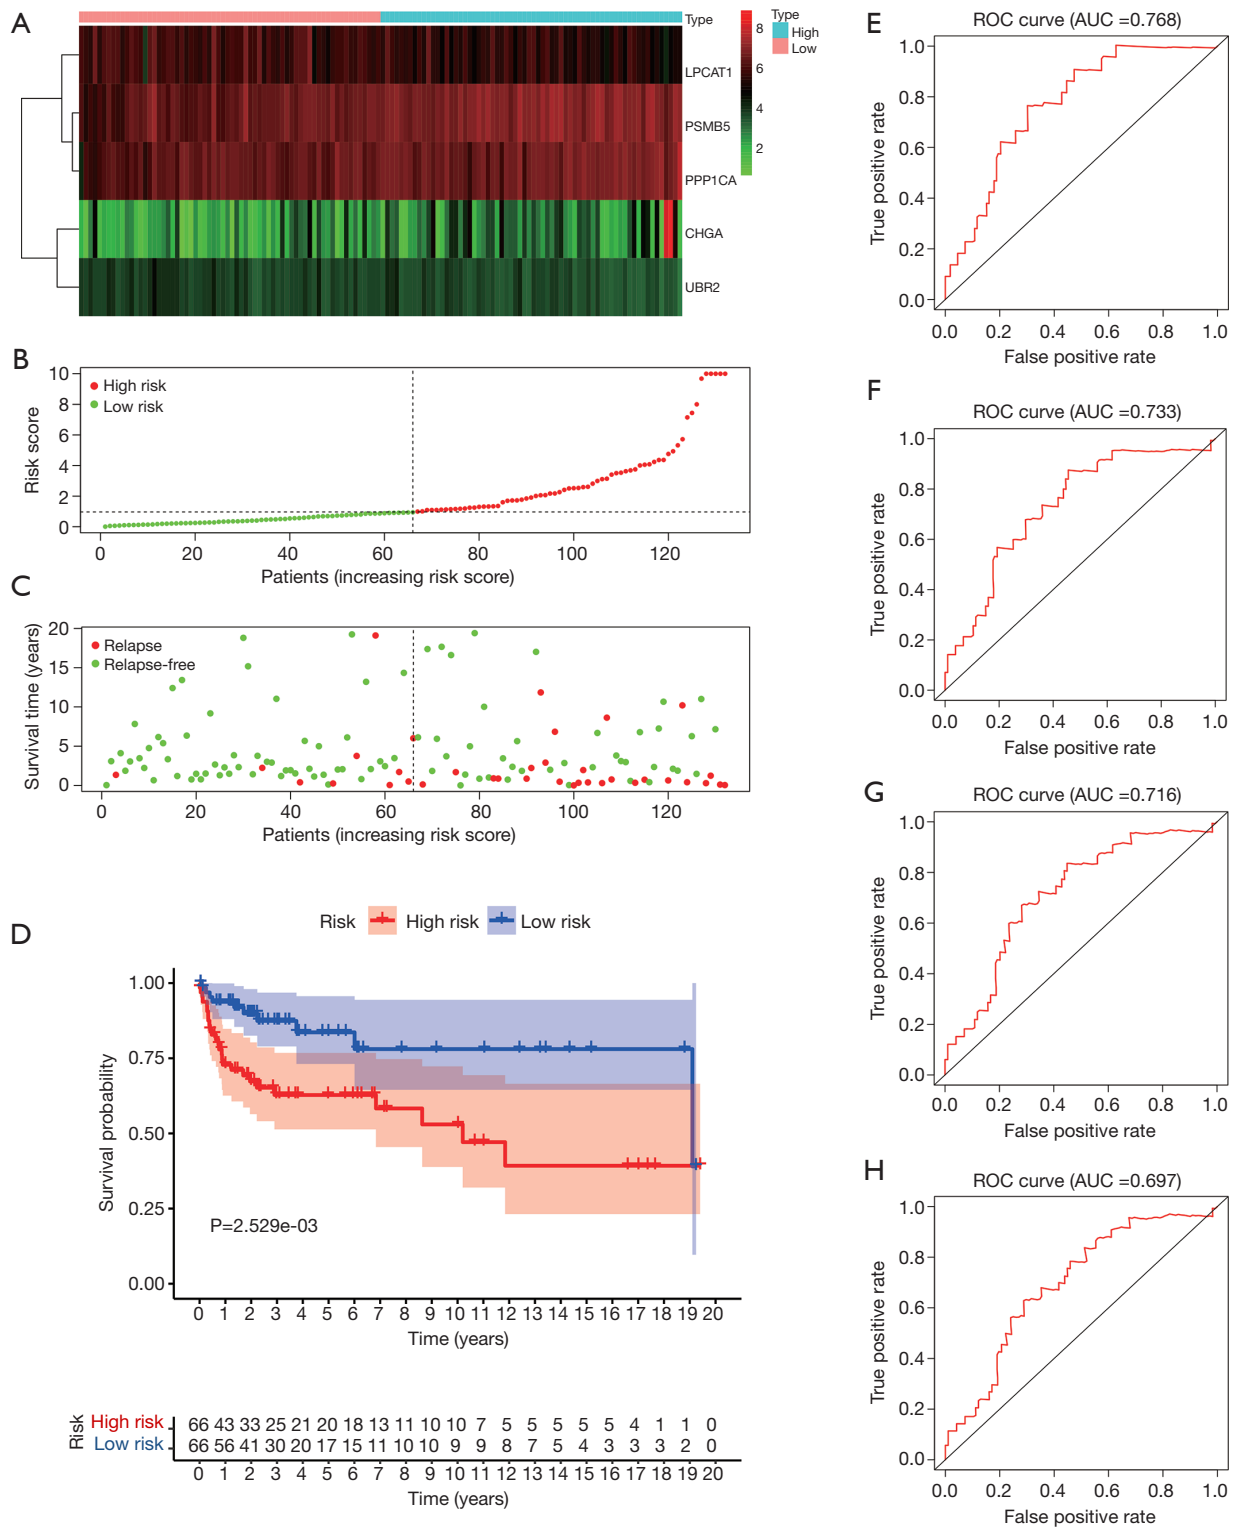 A
Type
LPCAT1
PSMB5
PPP1CA
CHGA
UBR2
8
6
4
2
Type
High
Low
B
High risk
Low risk
Risk score
10
8
6
4
2
0
0 20 40 60 80 100 120
Patients (increasing risk score)
C
Relapse
Relapse-free
Survival time (years)
20
15
10
5
0
0 20 40 60 80 100 120
Patients (increasing risk score)
D
Risk High risk Low risk
Survival probability
1.00
0.75
0.50
0.25
0.00
P=2.529e-03
0 1 2 3 4 5 6 7 8 9 10 11 12 13 14 15 16 17 18 19 20
Time (years)
Risk
High risk 66 43 33 25 21 20 18 13 11 10 10 7 5 5 5 5 5 4 1 1 0
Low risk 66 56 41 30 20 17 15 11 10 10 9 9 8 7 5 4 3 3 3 2 0
0 1 2 3 4 5 6 7 8 9 10 11 12 13 14 15 16 17 18 19 20
Time (years)
E
ROC curve (AUC =0.768)
True positive rate
1.0
0.8
0.6
0.4
0.2
0.0
0.0 0.2 0.4 0.6 0.8 1.0
False positive rate
F
ROC curve (AUC =0.733)
True positive rate
1.0
0.8
0.6
0.4
0.2
0.0
0.0 0.2 0.4 0.6 0.8 1.0
False positive rate
G
ROC curve (AUC =0.716)
True positive rate
1.0
0.8
0.6
0.4
0.2
0.0
0.0 0.2 0.4 0.6 0.8 1.0
False positive rate
H
ROC curve (AUC =0.697)
True positive rate
1.0
0.8
0.6
0.4
0.2
0.0
0.0 0.2 0.4 0.6 0.8 1.0
False positive rate